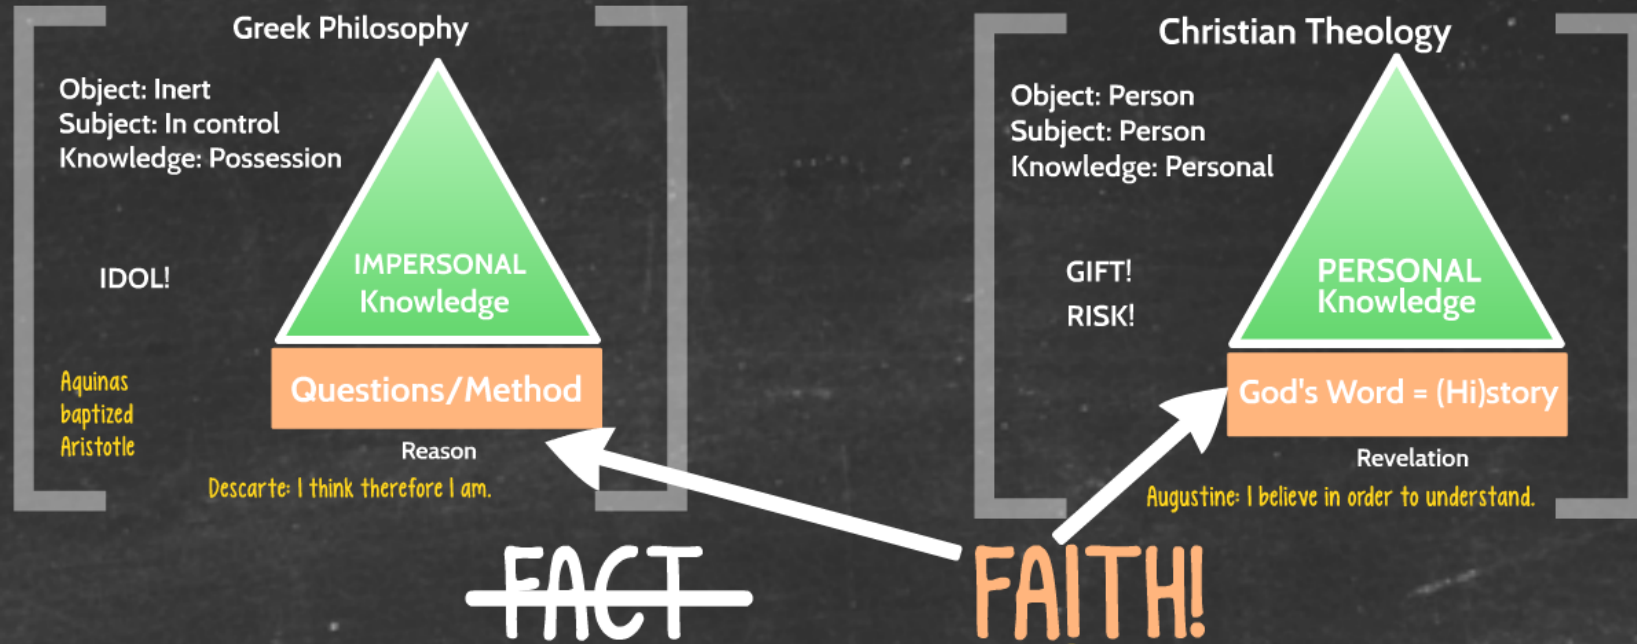 Greek Philosophy
Object: Inert
Subject: In control
Knowledge: Possession
IDOL!
IMPERSONAL
Knowledge
Aquinas
baptized
Aristotle
Questions/Method
Reason
Descarte: I think therefore I am.
Christian Theology
Object: Person
Subject: Person
Knowledge: Personal
GIFT!
RISK!
PERSONAL
Knowledge
God's Word = (Hi)story
Revelation
Augustine: I believe in order to understand.
FACT
FAITH!